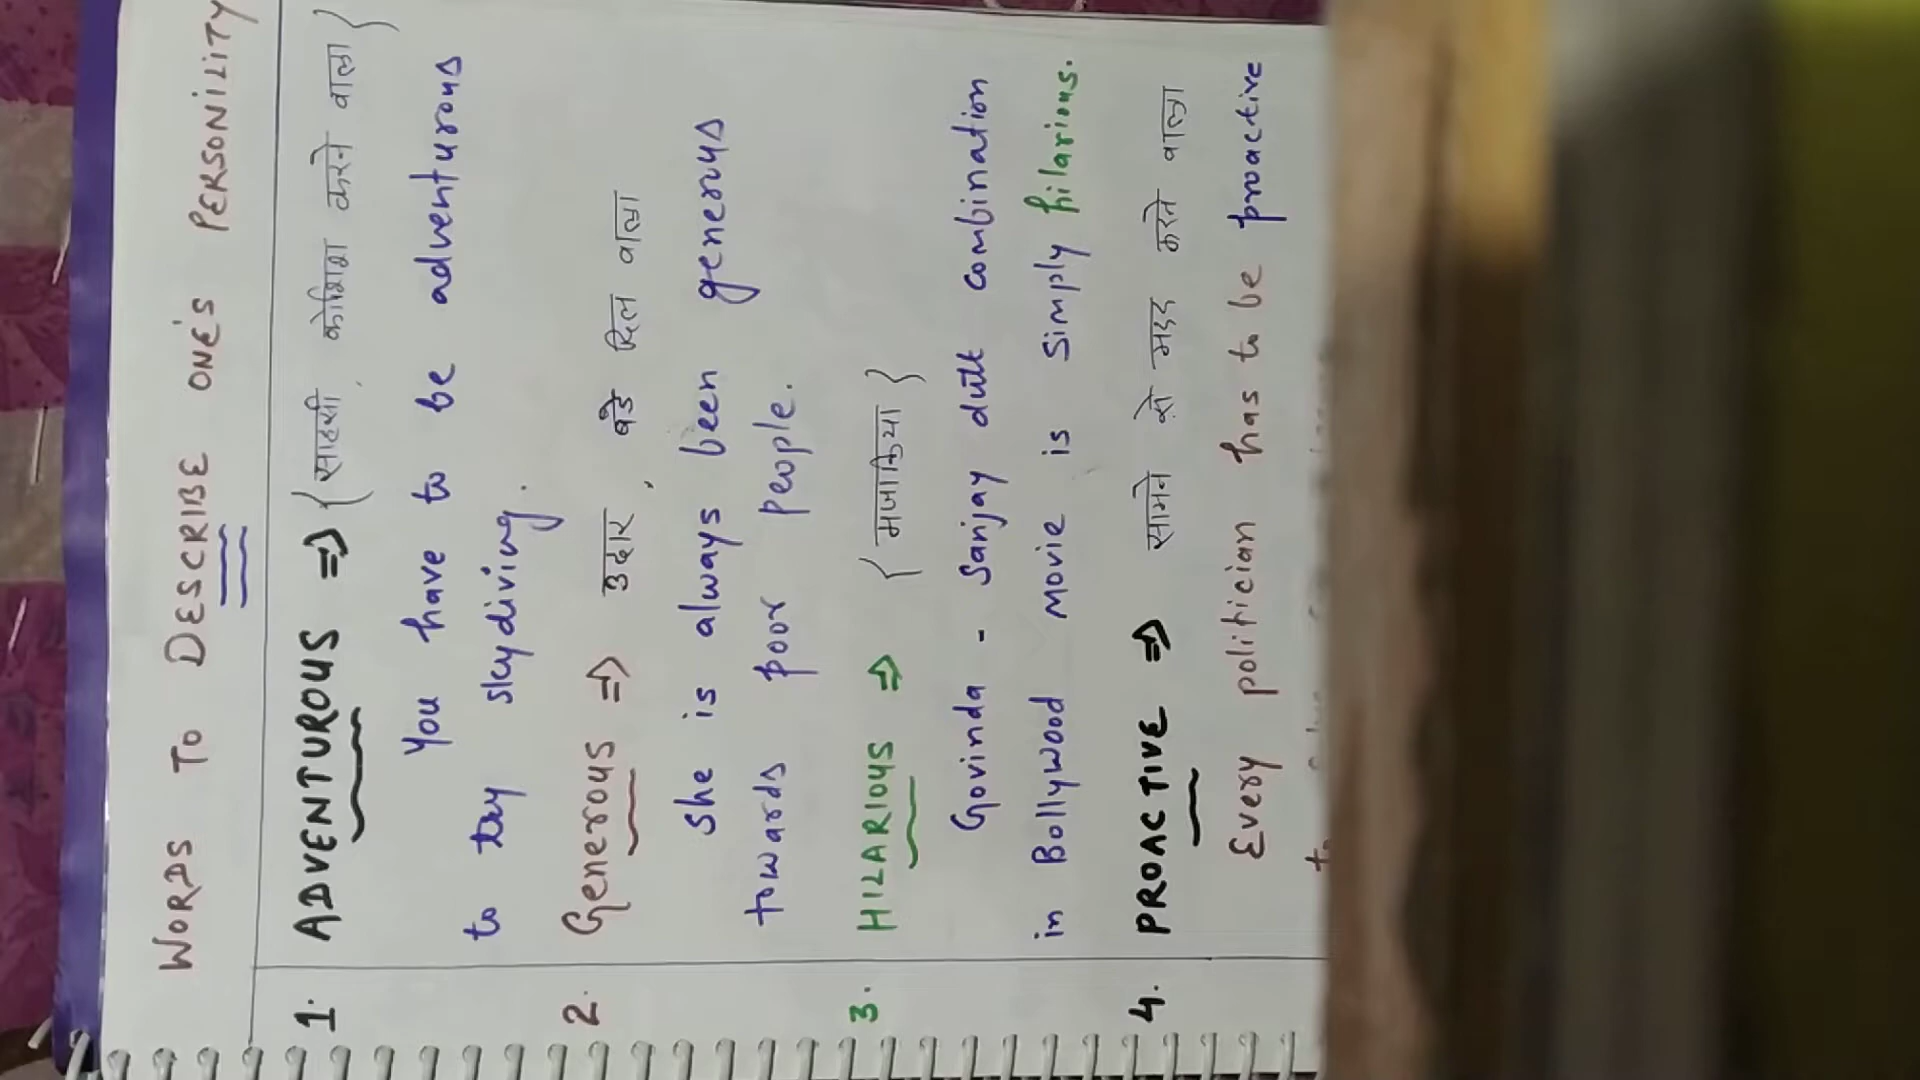 WORDS TO DESCRIBE ONE'S PERSONILITY
1. ADVENTUROUS ⇒ {साहसी, कोशिश करने वाला}
You have to be adventurous
to try skydiving.
2. Generous ⇒ उदार, बड़े दिल वाला
She is always been generous
towards poor people.
3. HILARIOUS ⇒ {मजाकिया}
Govinda - Sanjay dutt combination
in Bollywood movie is simply hilarious.
4. PROACTIVE ⇒ सामने से मदद करने वाला
Every politician has to be proactive